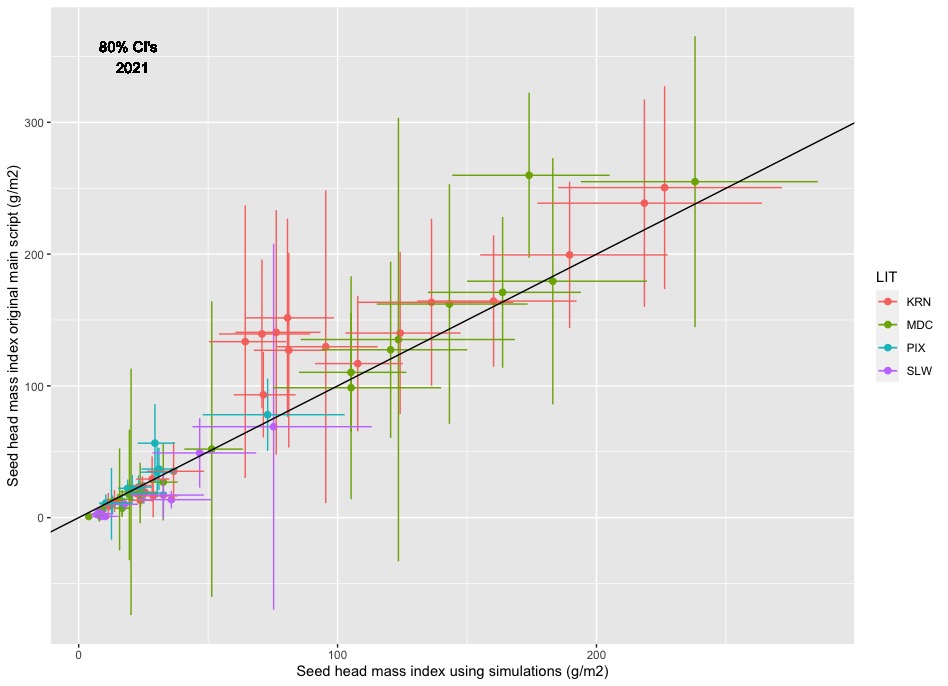 80% CI's
2021
300
200
100
0
Seed head mass index original main script (g/m2)
0
100
200
Seed head mass index using simulations (g/m2)
LIT
KRN
MDC
PIX
SLW